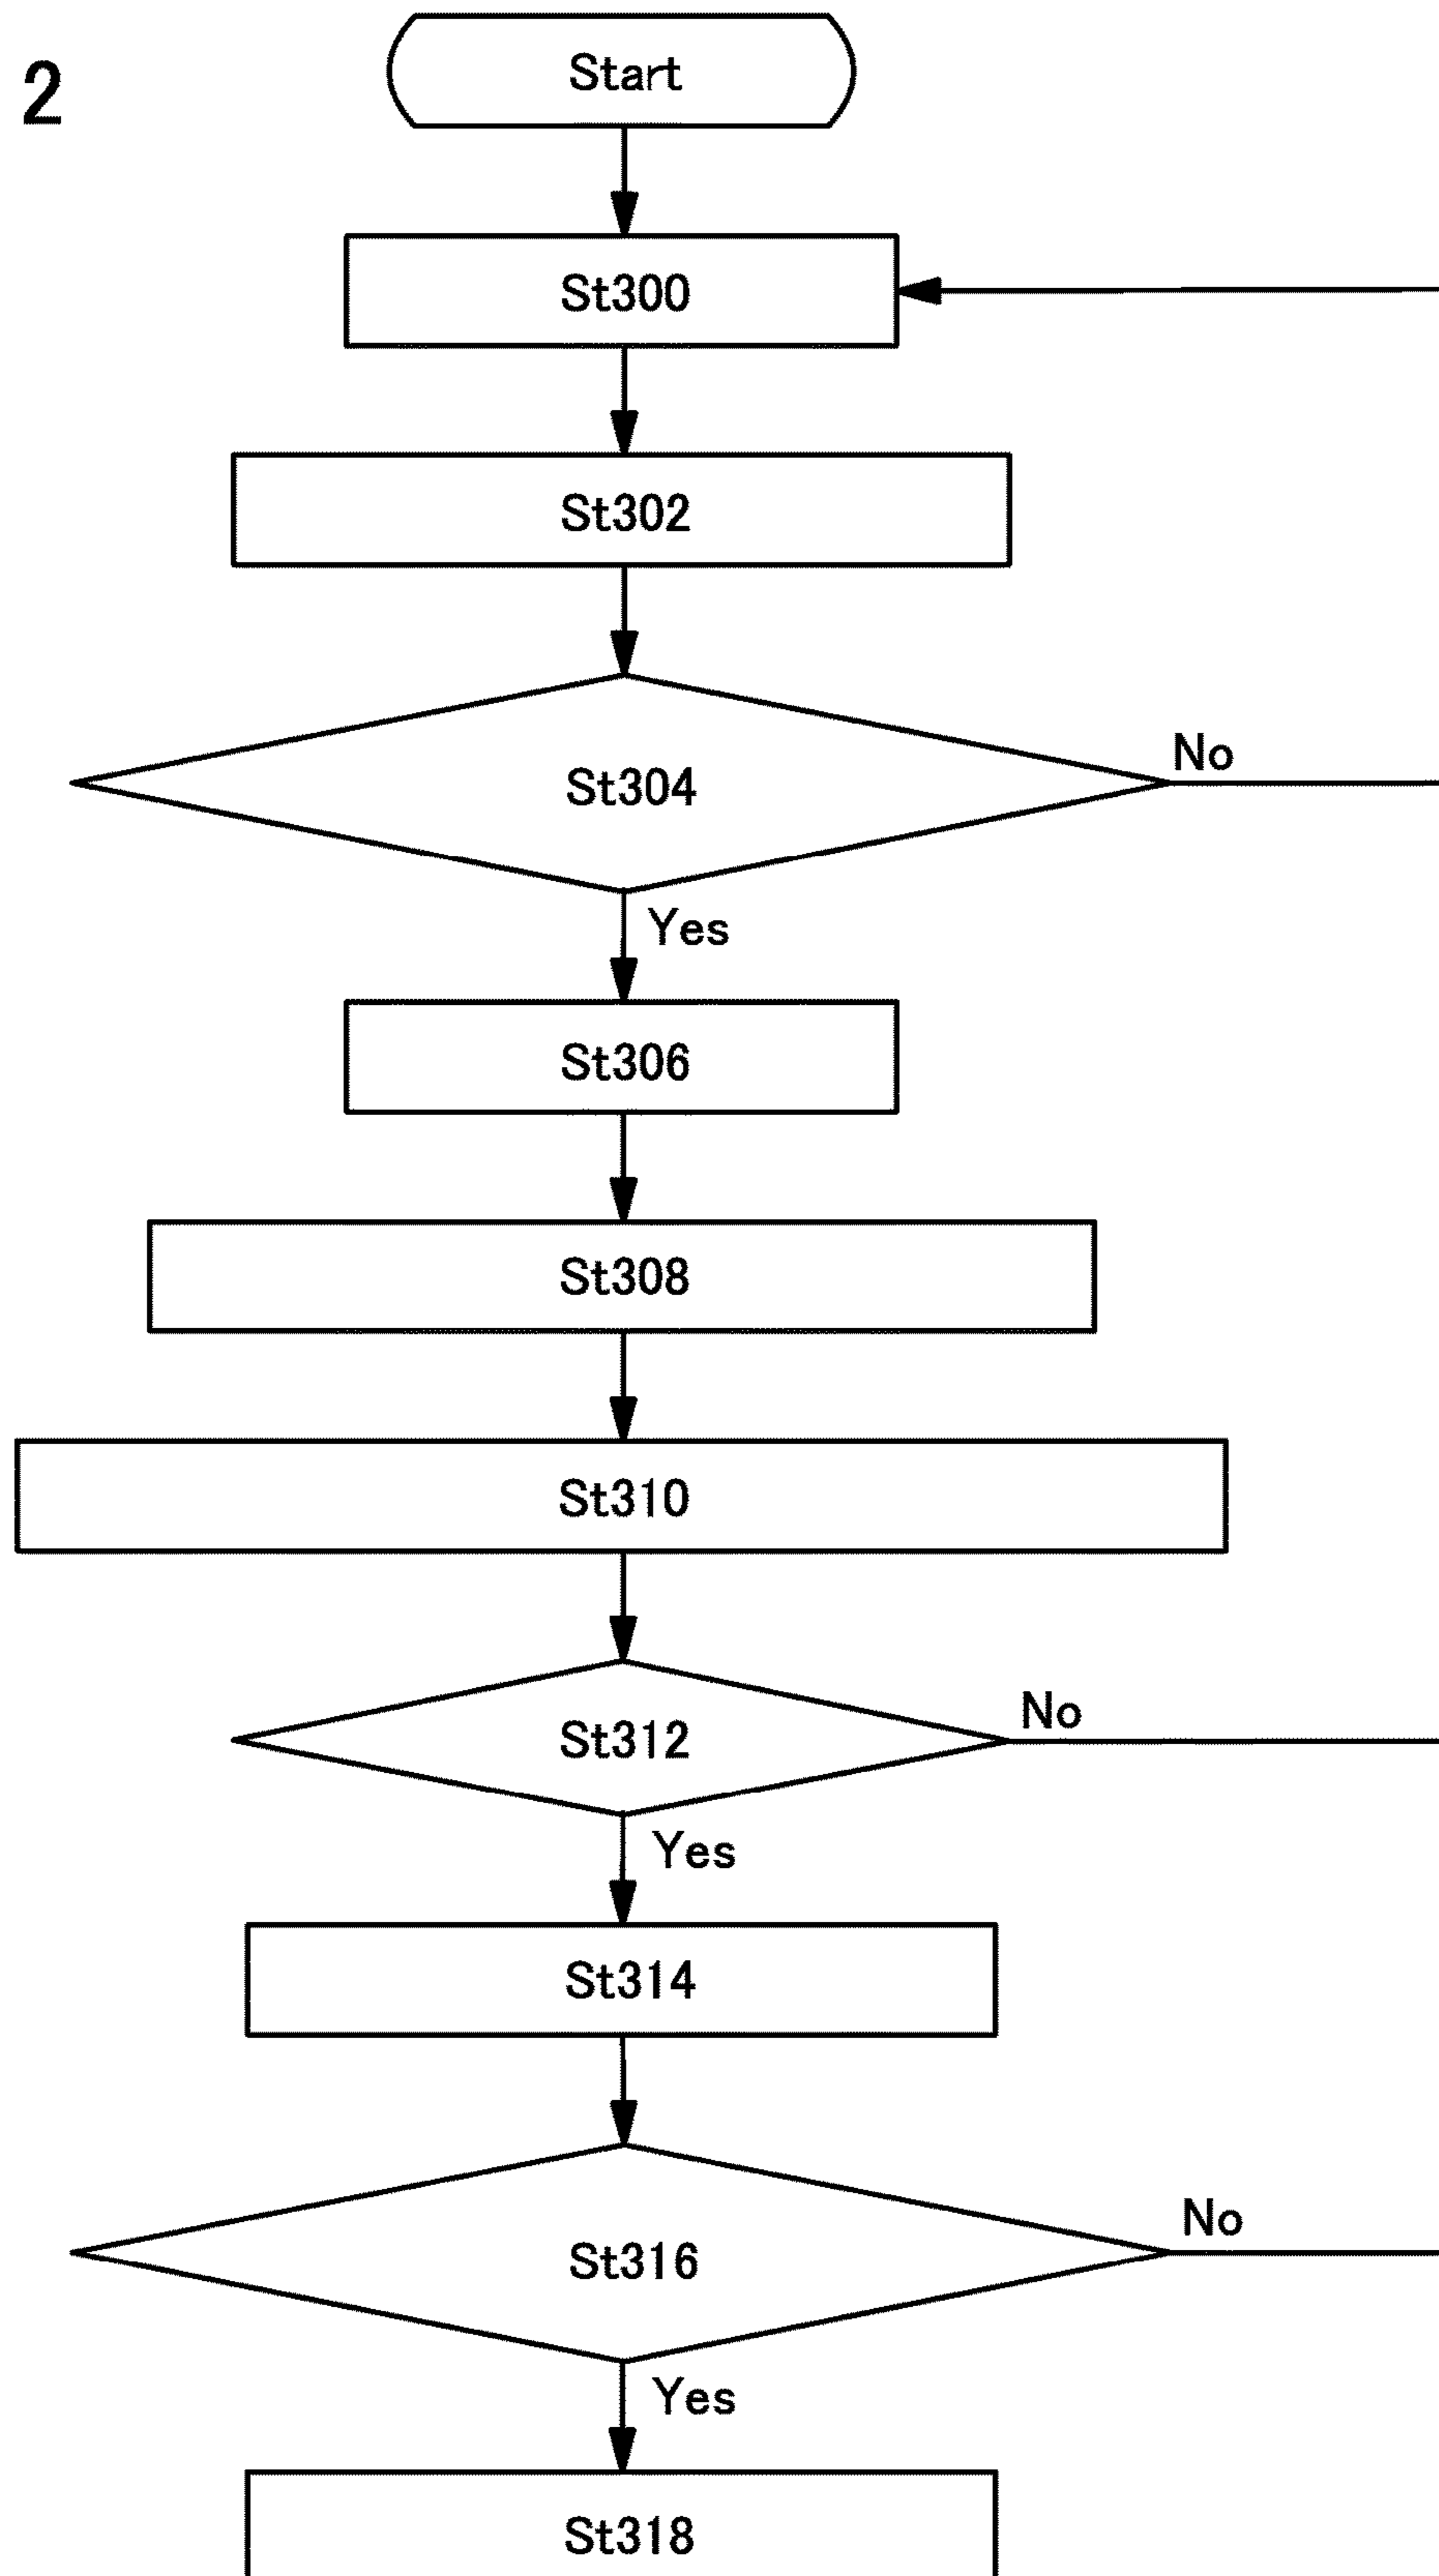 2
Start
St300
St302
St304
No
Yes
St306
St308
St310
St312
No
Yes
St314
St316
No
Yes
St318